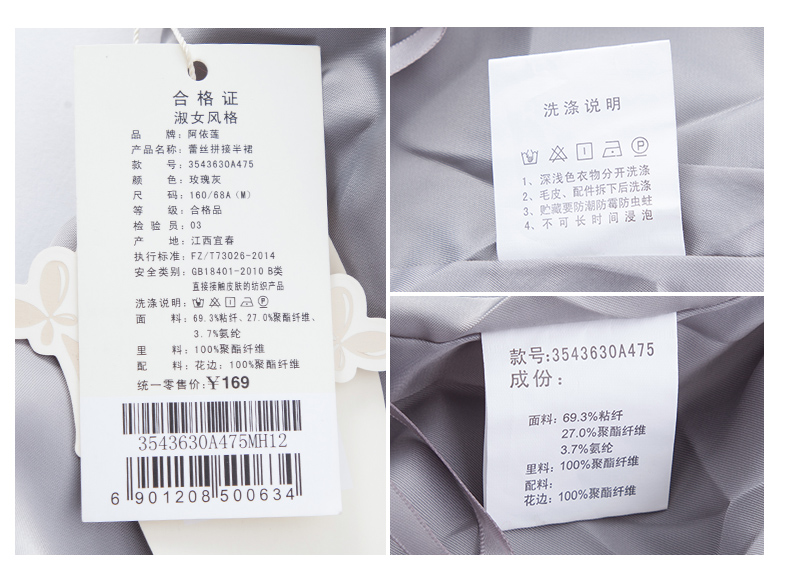 合格证
淑女风格
品 牌：阿依莲
产品名称：蕾丝拼接半裙
款 号：3543630A475
颜 色：玫瑰灰
尺 码：160/68A（M）
等 级：合格品
检 验 员：03
产 地：江西宜春
执行标准：FZ/T73026-2014
安全类别：GB18401-2010 B类
直接接触皮肤的纺织产品
洗涤说明：
面 料：69.3%粘纤、27.0%聚酯纤维、
3.7%氨纶
里 料：100%聚酯纤维
配 料：花边：100%聚酯纤维
统一零售价：￥169
3543630A475MH12
6 901208 500634
洗涤说明
1、深浅色衣物分开洗涤
2、毛皮、配件拆下后洗涤
3、贮藏要防潮防霉防虫蛀
4、不可长时间浸泡
款号：3543630A475
成份：
面料：69.3%粘纤
27.0%聚酯纤维
3.7%氨纶
里料：100%聚酯纤维
配料：
花边：100%聚酯纤维